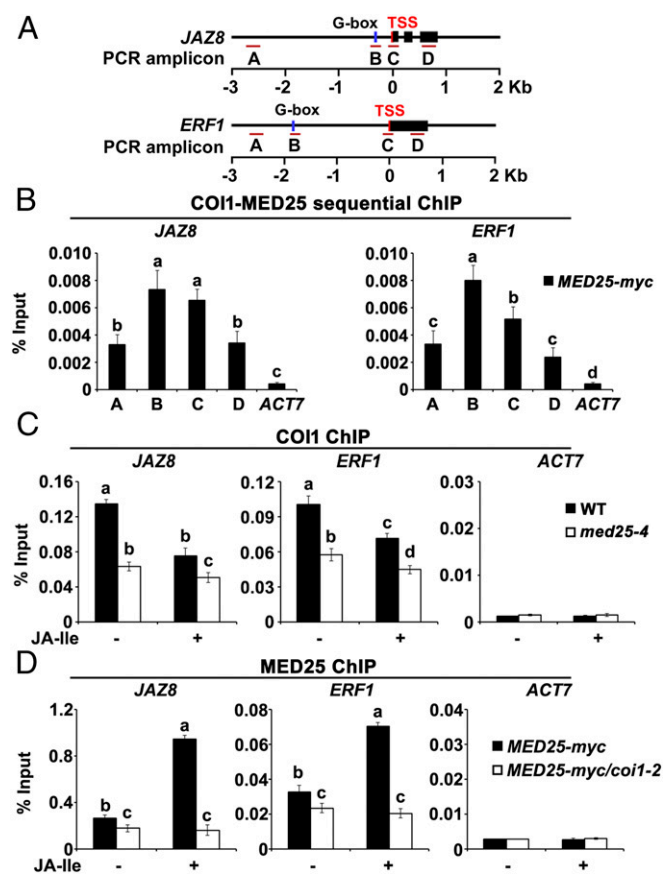 A
G-box TSS
JAZ8
PCR amplicon A B C D
-3 -2 -1 0 1 2 Kb
G-box TSS
ERF1
PCR amplicon A B C D
-3 -2 -1 0 1 2 Kb
B COI1-MED25 sequential ChIP
JAZ8 ERF1
% Input
0.010 0.008 0.006 0.004 0.002 0
b a a b c
A B C D ACT7
0.010 0.008 0.006 0.004 0.002 0
c a b c d
A B C D ACT7
MED25-myc
C COI1 ChIP
JAZ8 ERF1 ACT7
% Input
0.16 0.12 0.08 0.04 0
a b b c
0.12 0.09 0.06 0.03 0
a b c d
0.03 0.02 0.01 0
WT
med25-4
JA-Ile - + - + - +
D MED25 ChIP
JAZ8 ERF1 ACT7
% Input
1.2 0.8 0.4 0
b c a c
0.08 0.06 0.04 0.02 0
b c a c
0.04 0.03 0.02 0.01 0
MED25-myc
MED25-myc/coi1-2
JA-Ile - + - + - +